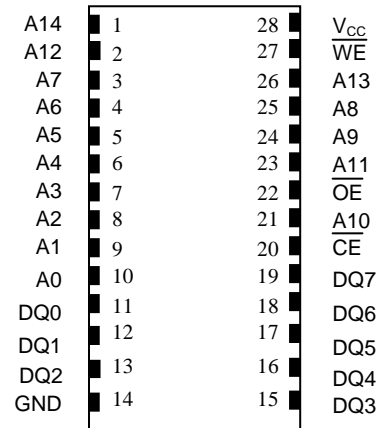 A14 1 28 VCC
A12 2 27 WE
A7 3 26 A13
A6 4 25 A8
A5 5 24 A9
A4 6 23 A11
A3 7 22 OE
A2 8 21 A10
A1 9 20 CE
A0 10 19 DQ7
DQ0 11 18 DQ6
DQ1 12 17 DQ5
DQ2 13 16 DQ4
GND 14 15 DQ3